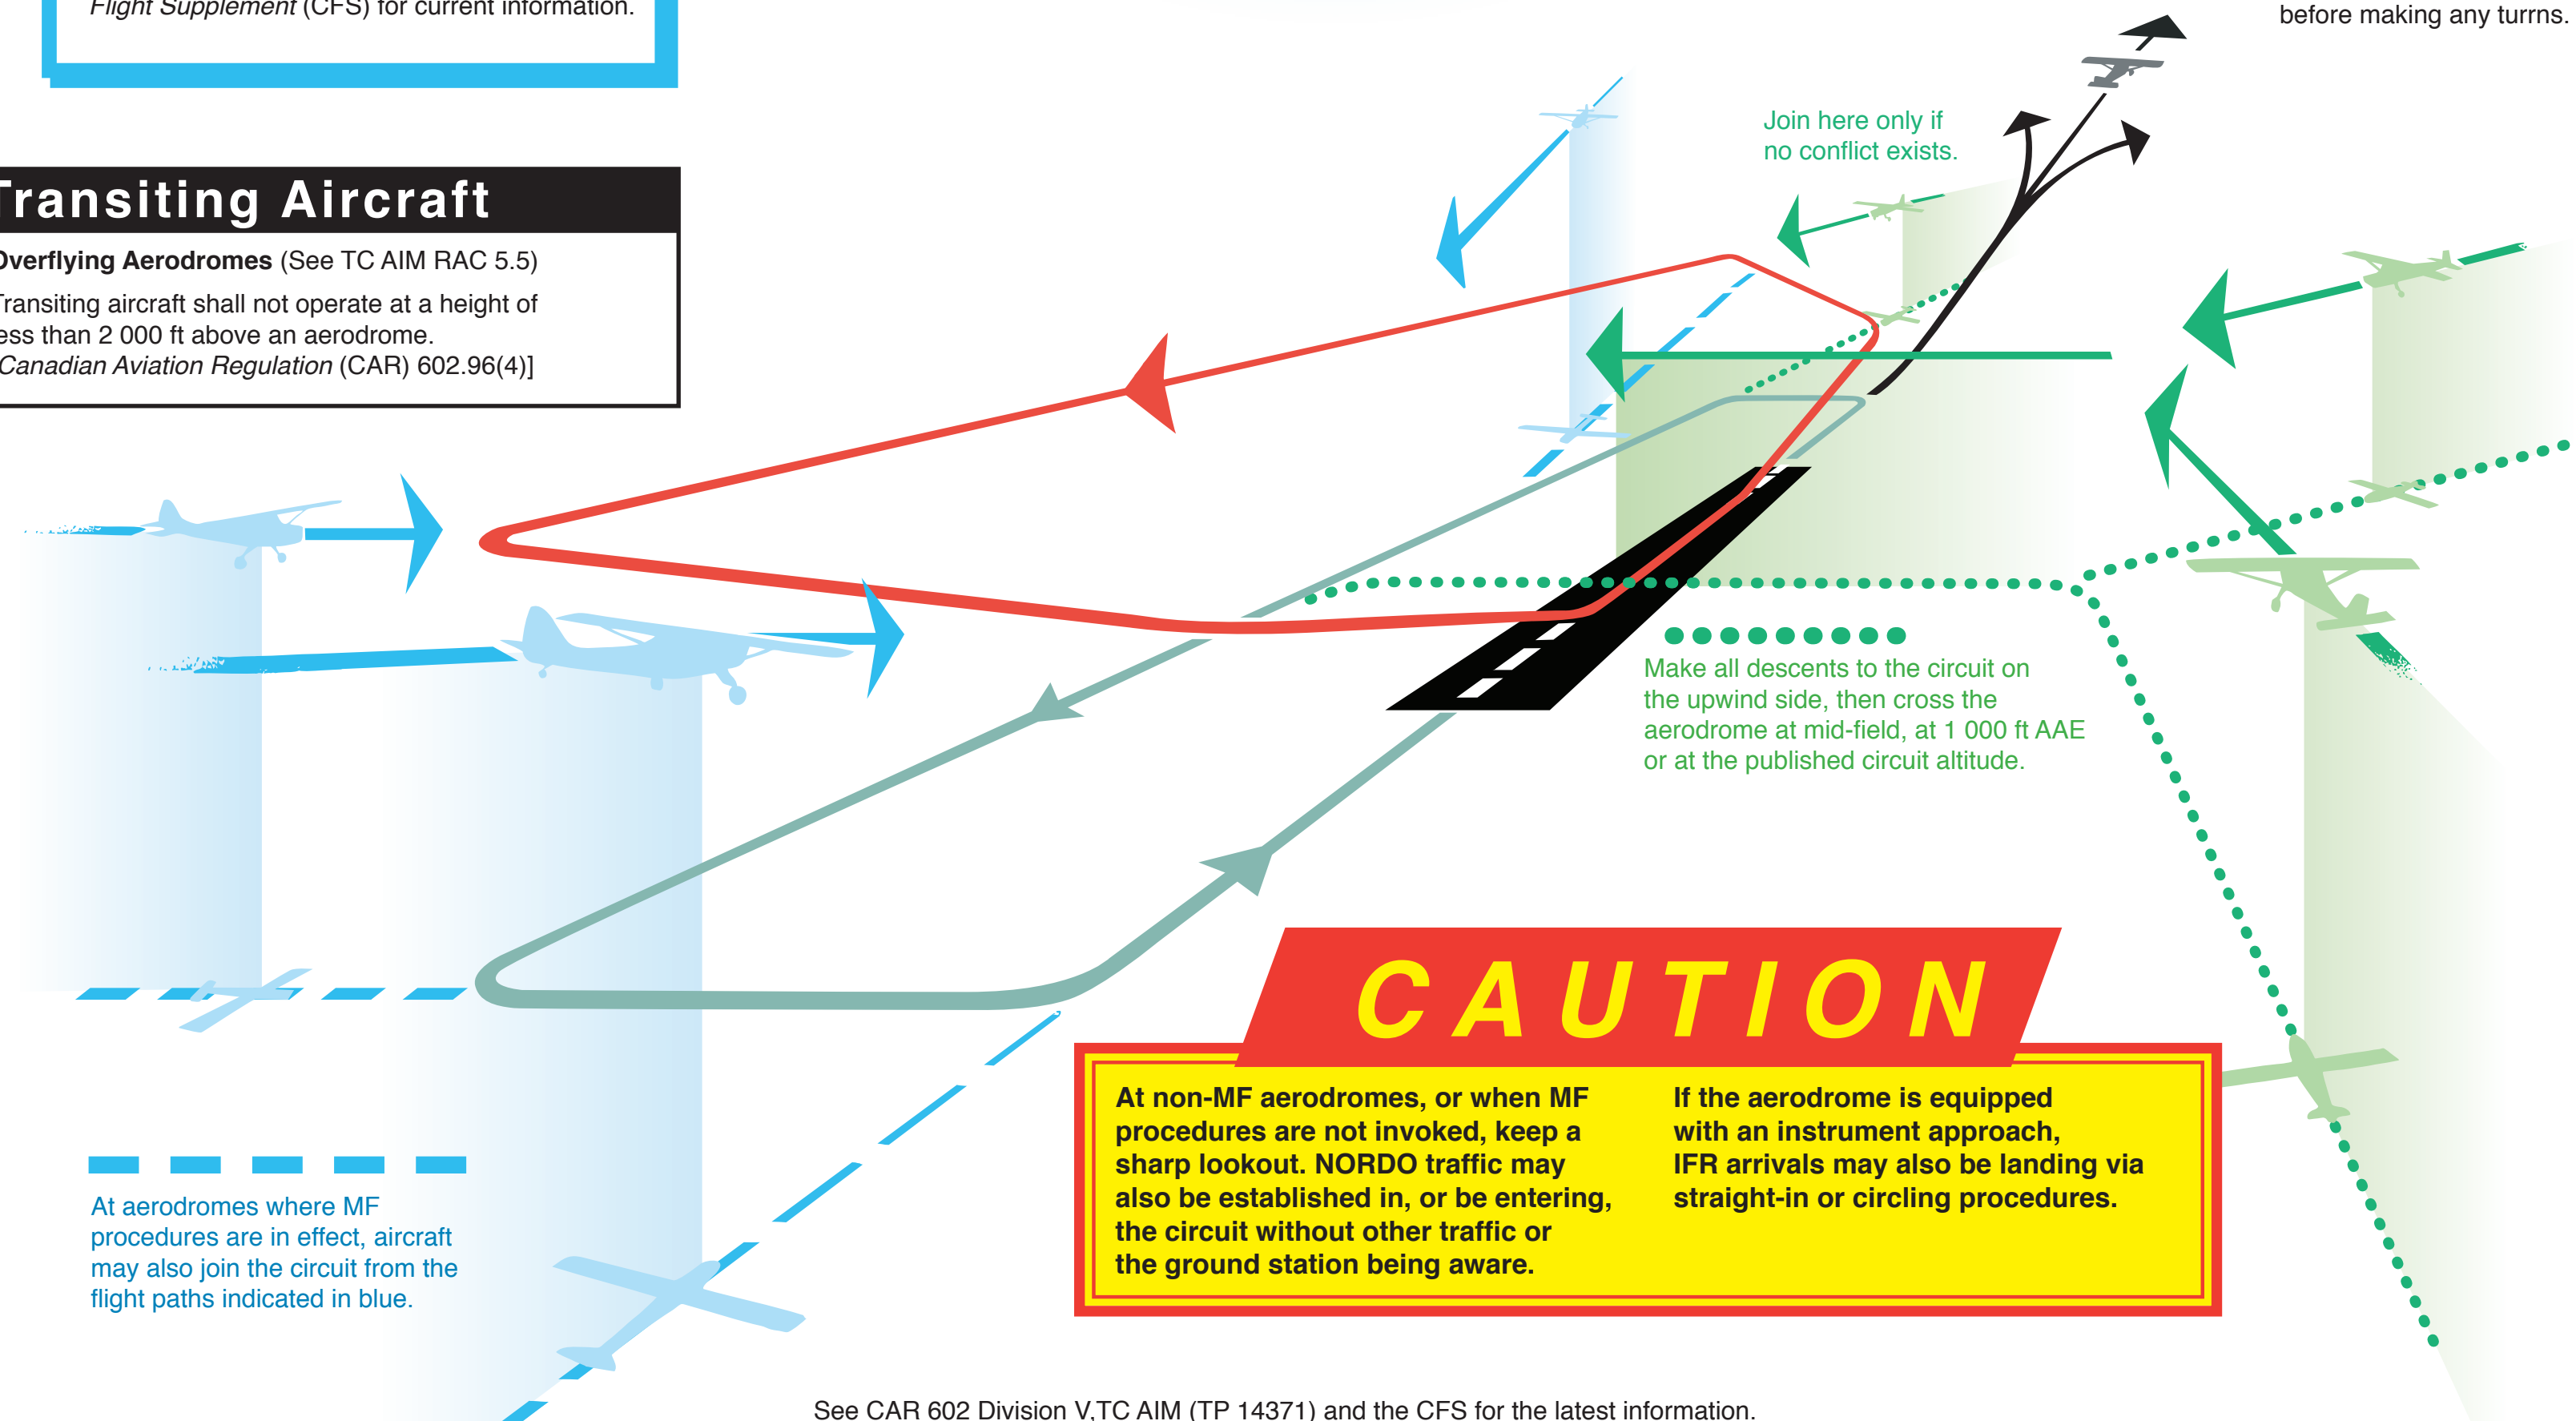 Flight Supplement (CFS) for current information.
before making any turrns.
Transiting Aircraft
Overflying Aerodromes (See TC AIM RAC 5.5)
Transiting aircraft shall not operate at a height of
less than 2 000 ft above an aerodrome.
Canadian Aviation Regulation (CAR) 602.96(4)]
Join here only if
no conflict exists.
Make all descents to the circuit on
the upwind side, then cross the
aerodrome at mid-field, at 1 000 ft AAE
or at the published circuit altitude.
CAUTION
At non-MF aerodromes, or when MF
procedures are not invoked, keep a
sharp lookout. NORDO traffic may
also be established in, or be entering,
the circuit without other traffic or
the ground station being aware.
If the aerodrome is equipped
with an instrument approach,
IFR arrivals may also be landing via
straight-in or circling procedures.
At aerodromes where MF
procedures are in effect, aircraft
may also join the circuit from the
flight paths indicated in blue.
See CAR 602 Division V,TC AIM (TP 14371) and the CFS for the latest information.